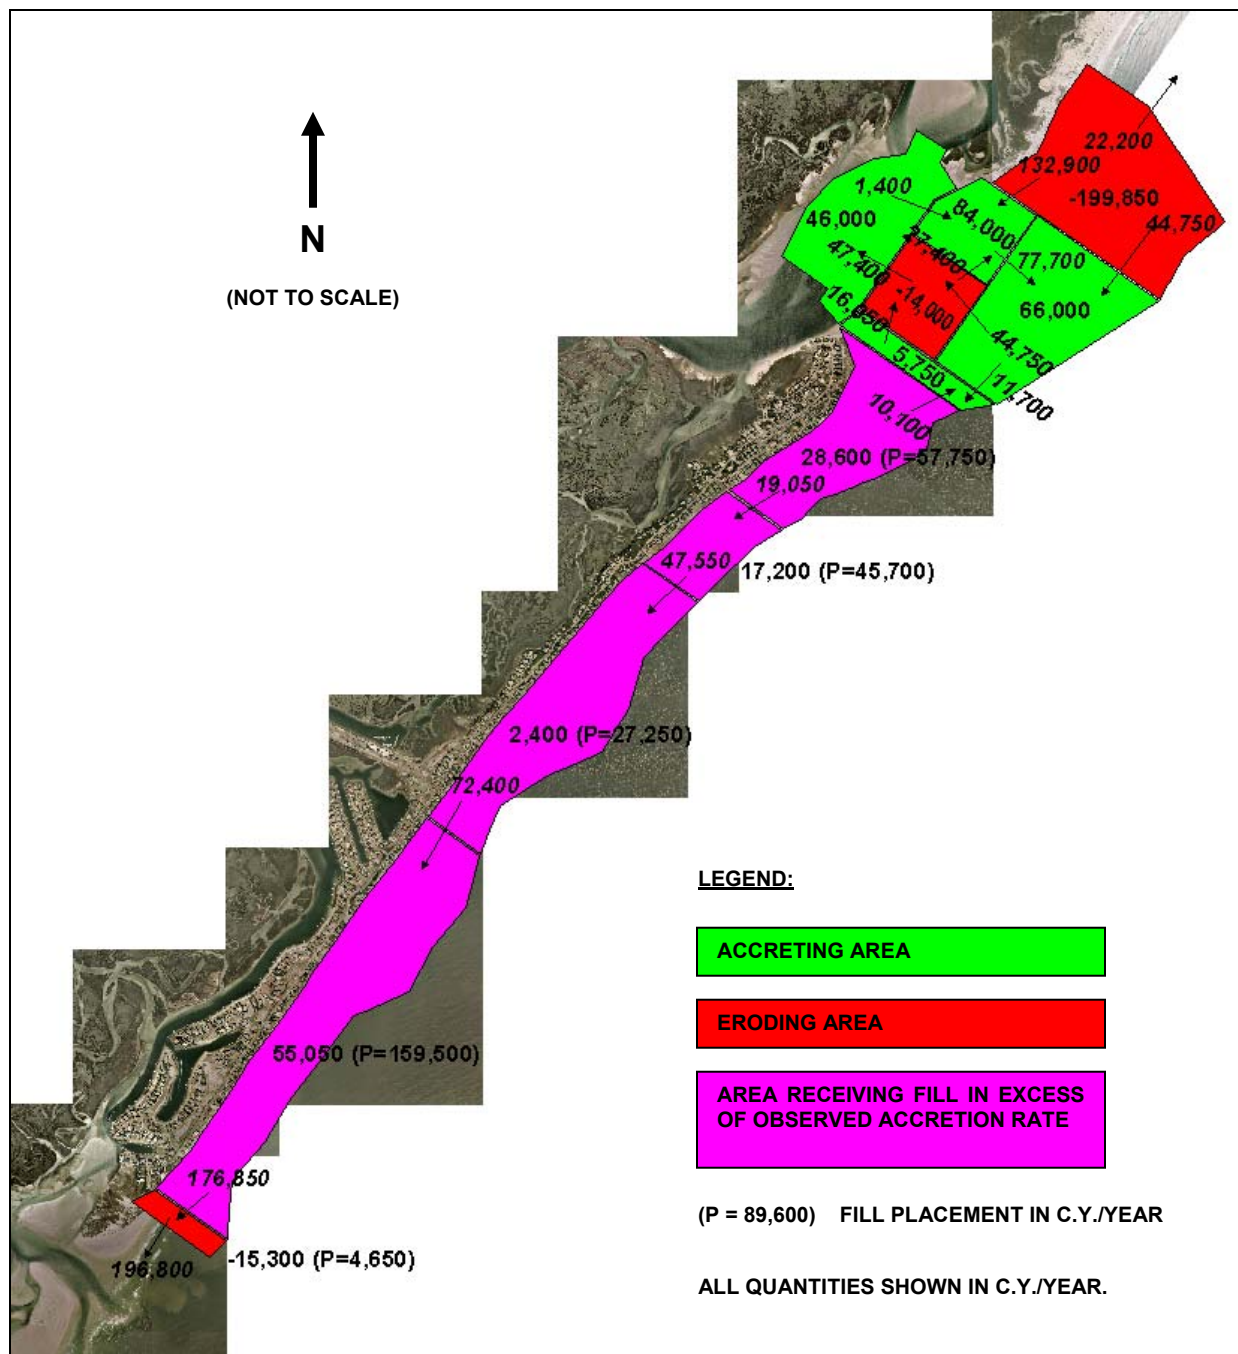 N
(NOT TO SCALE)
22,200
132,900
-199,850
44,750
1,400
46,000
84,000
27,400
77,700
47,400
-14,000
66,000
16,050
5,750
44,750
11,700
10,100
28,600 (P=57,750)
19,050
47,550
17,200 (P=45,700)
2,400 (P=27,250)
72,400
55,050 (P=159,500)
176,850
-15,300 (P=4,650)
196,800
LEGEND:
ACCRETING AREA
ERODING AREA
AREA RECEIVING FILL IN EXCESS
OF OBSERVED ACCRETION RATE
(P = 89,600) FILL PLACEMENT IN C.Y./YEAR
ALL QUANTITIES SHOWN IN C.Y./YEAR.